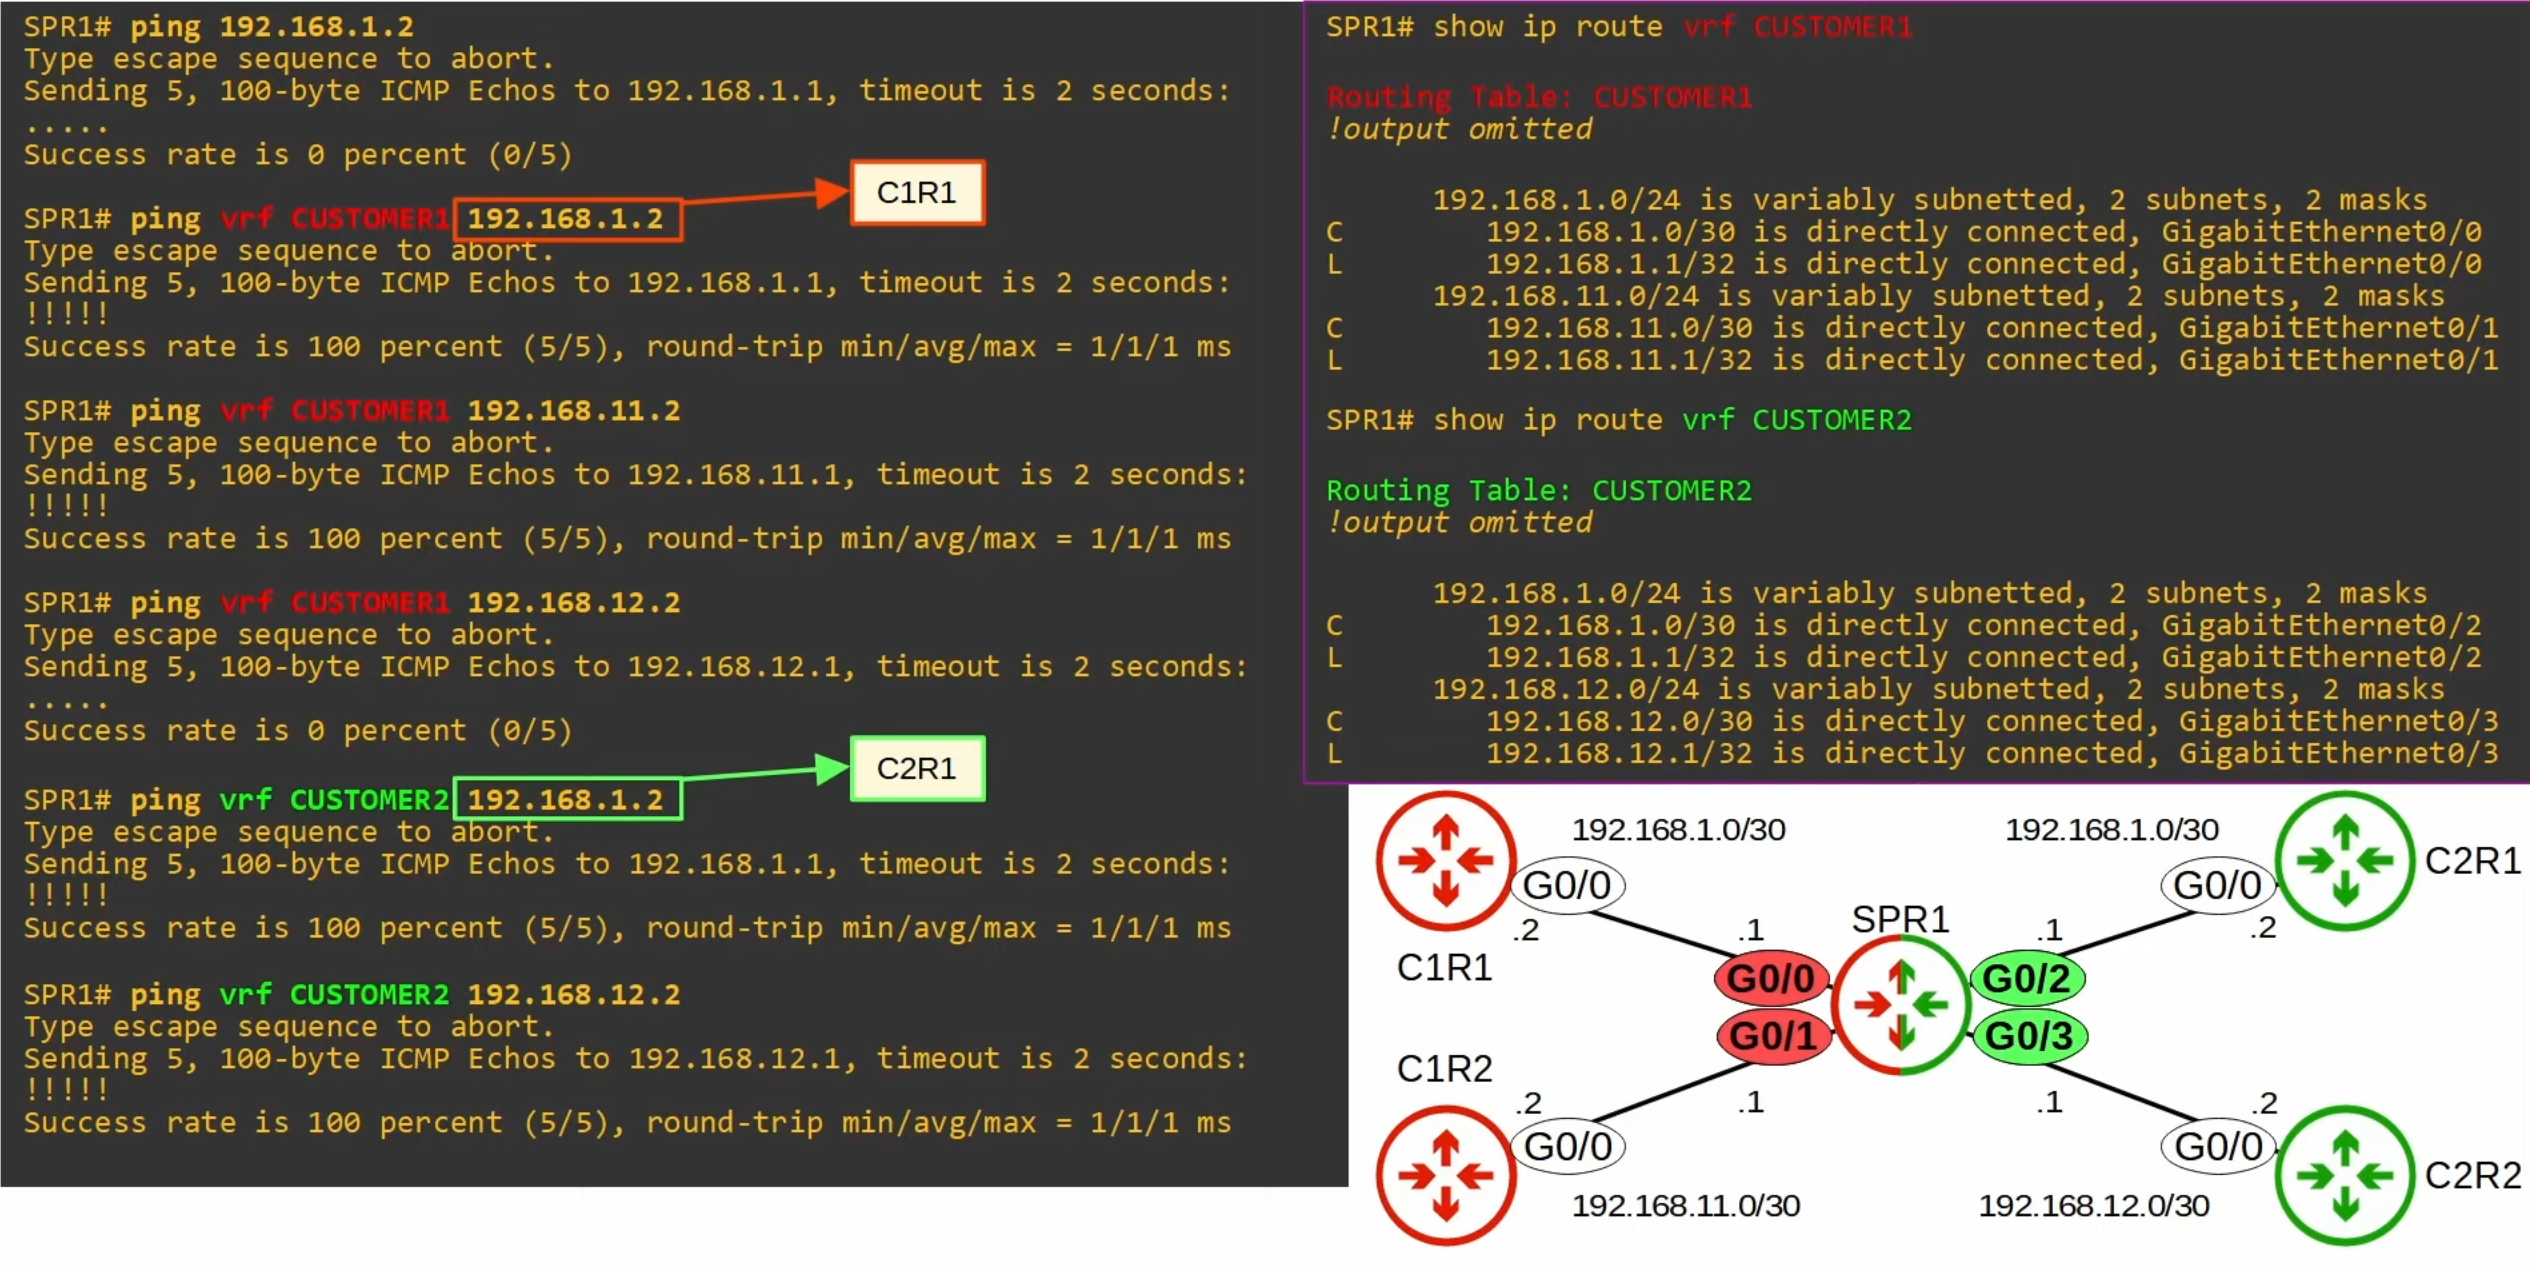 SPR1# ping 192.168.1.2
Type escape sequence to abort.
Sending 5, 100-byte ICMP Echos to 192.168.1.1, timeout is 2 seconds:
.....
Success rate is 0 percent (0/5)
SPR1# ping vrf CUSTOMER1 192.168.1.2
C1R1
Type escape sequence to abort.
Sending 5, 100-byte ICMP Echos to 192.168.1.1, timeout is 2 seconds:
!!!!!
Success rate is 100 percent (5/5), round-trip min/avg/max = 1/1/1 ms
SPR1# ping vrf CUSTOMER1 192.168.11.2
Type escape sequence to abort.
Sending 5, 100-byte ICMP Echos to 192.168.11.1, timeout is 2 seconds:
!!!!!
Success rate is 100 percent (5/5), round-trip min/avg/max = 1/1/1 ms
SPR1# ping vrf CUSTOMER1 192.168.12.2
Type escape sequence to abort.
Sending 5, 100-byte ICMP Echos to 192.168.12.1, timeout is 2 seconds:
.....
Success rate is 0 percent (0/5)
SPR1# ping vrf CUSTOMER2 192.168.1.2
C2R1
Type escape sequence to abort.
Sending 5, 100-byte ICMP Echos to 192.168.1.1, timeout is 2 seconds:
!!!!!
Success rate is 100 percent (5/5), round-trip min/avg/max = 1/1/1 ms
SPR1# ping vrf CUSTOMER2 192.168.12.2
Type escape sequence to abort.
Sending 5, 100-byte ICMP Echos to 192.168.12.1, timeout is 2 seconds:
!!!!!
Success rate is 100 percent (5/5), round-trip min/avg/max = 1/1/1 ms
SPR1# show ip route vrf CUSTOMER1
Routing Table: CUSTOMER1
!output omitted
192.168.1.0/24 is variably subnetted, 2 subnets, 2 masks
C 192.168.1.0/30 is directly connected, GigabitEthernet0/0
L 192.168.1.1/32 is directly connected, GigabitEthernet0/0
192.168.11.0/24 is variably subnetted, 2 subnets, 2 masks
C 192.168.11.0/30 is directly connected, GigabitEthernet0/1
L 192.168.11.1/32 is directly connected, GigabitEthernet0/1
SPR1# show ip route vrf CUSTOMER2
Routing Table: CUSTOMER2
!output omitted
192.168.1.0/24 is variably subnetted, 2 subnets, 2 masks
C 192.168.1.0/30 is directly connected, GigabitEthernet0/2
L 192.168.1.1/32 is directly connected, GigabitEthernet0/2
192.168.12.0/24 is variably subnetted, 2 subnets, 2 masks
C 192.168.12.0/30 is directly connected, GigabitEthernet0/3
L 192.168.12.1/32 is directly connected, GigabitEthernet0/3
192.168.1.0/30
192.168.1.0/30
C2R1
G0/0
G0/0
.2
.1
SPR1
.1
.2
C1R1
G0/0
G0/2
G0/1
G0/3
C1R2
.2
.1
.1
.2
G0/0
G0/0
C2R2
192.168.11.0/30
192.168.12.0/30